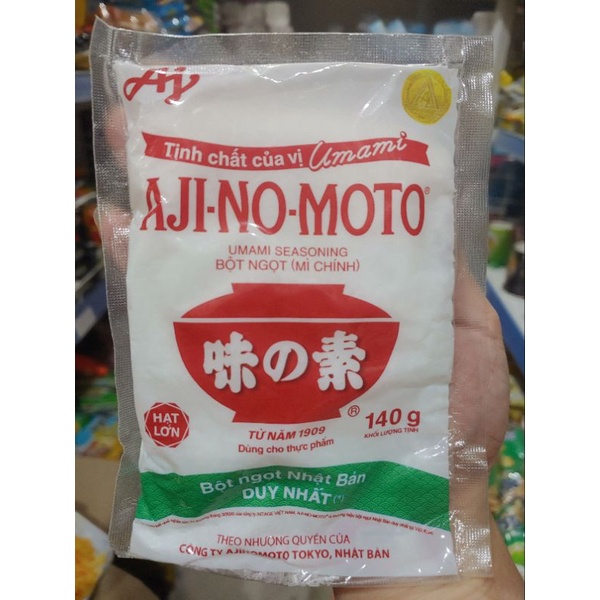 Tinh chất của vị Umami
AJI-NO-MOTO®
UMAMI SEASONING
BỘT NGỌT (MÌ CHÍNH)
味の素
®
HẠT
LỚN
140 g
KHỐI LƯỢNG TỊNH
TỪ NĂM 1909
Dùng cho thực phẩm
Bột ngọt Nhật Bản
DUY NHẤT (*)
THEO NHƯỢNG QUYỀN CỦA
CÔNG TY AJINOMOTO TOKYO, NHẬT BẢN